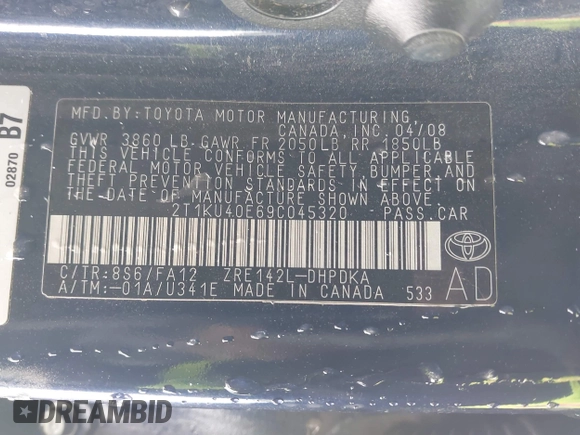 MFD.BY:TOYOTA MOTOR MANUFACTURING,
CANADA,INC.04/08
GVWR 3860 LB GAWR FR 2050LB RR 1850LB
THIS VEHICLE CONFORMS TO ALL APPLICABLE
FEDERAL MOTOR VEHICLE SAFETY, BUMPER AND
THEFT PREVENTION STANDARDS IN EFFECT ON
THE DATE OF MANUFACTURE SHOWN ABOVE.
2T1KU40E69C045320 PASS.CAR
C/TR:8S6/FA12 ZRE142L-DHPDKA
A/TM:-01A/U341E MADE IN CANADA 533
TOYOTA
AD
B7
02870
DREAMBID